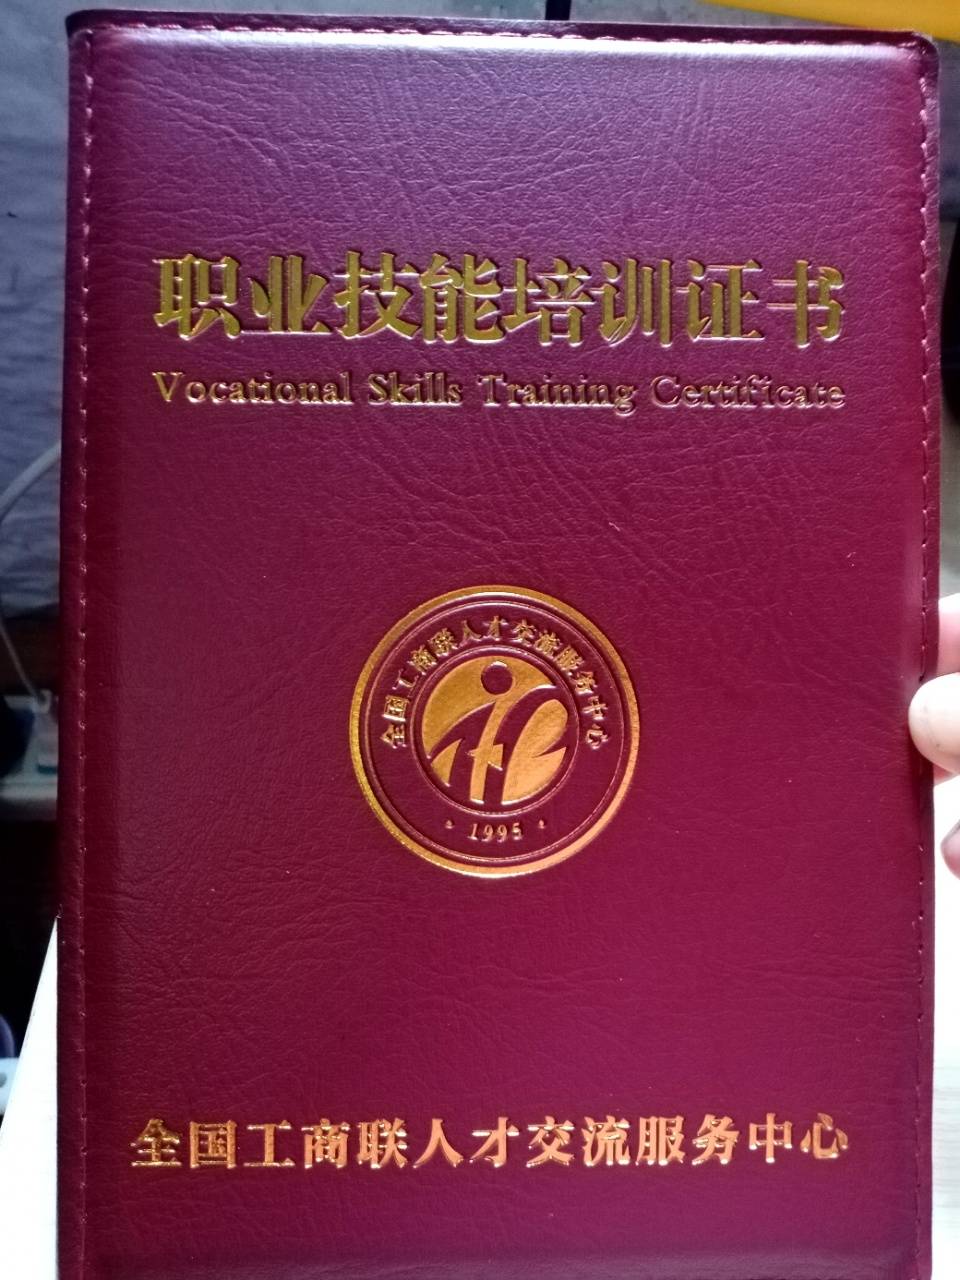 职业技能培训证书
Vocational Skills Training Certificate
全国工商联人才交流服务中心
· 1995 ·
全国工商联人才交流服务中心